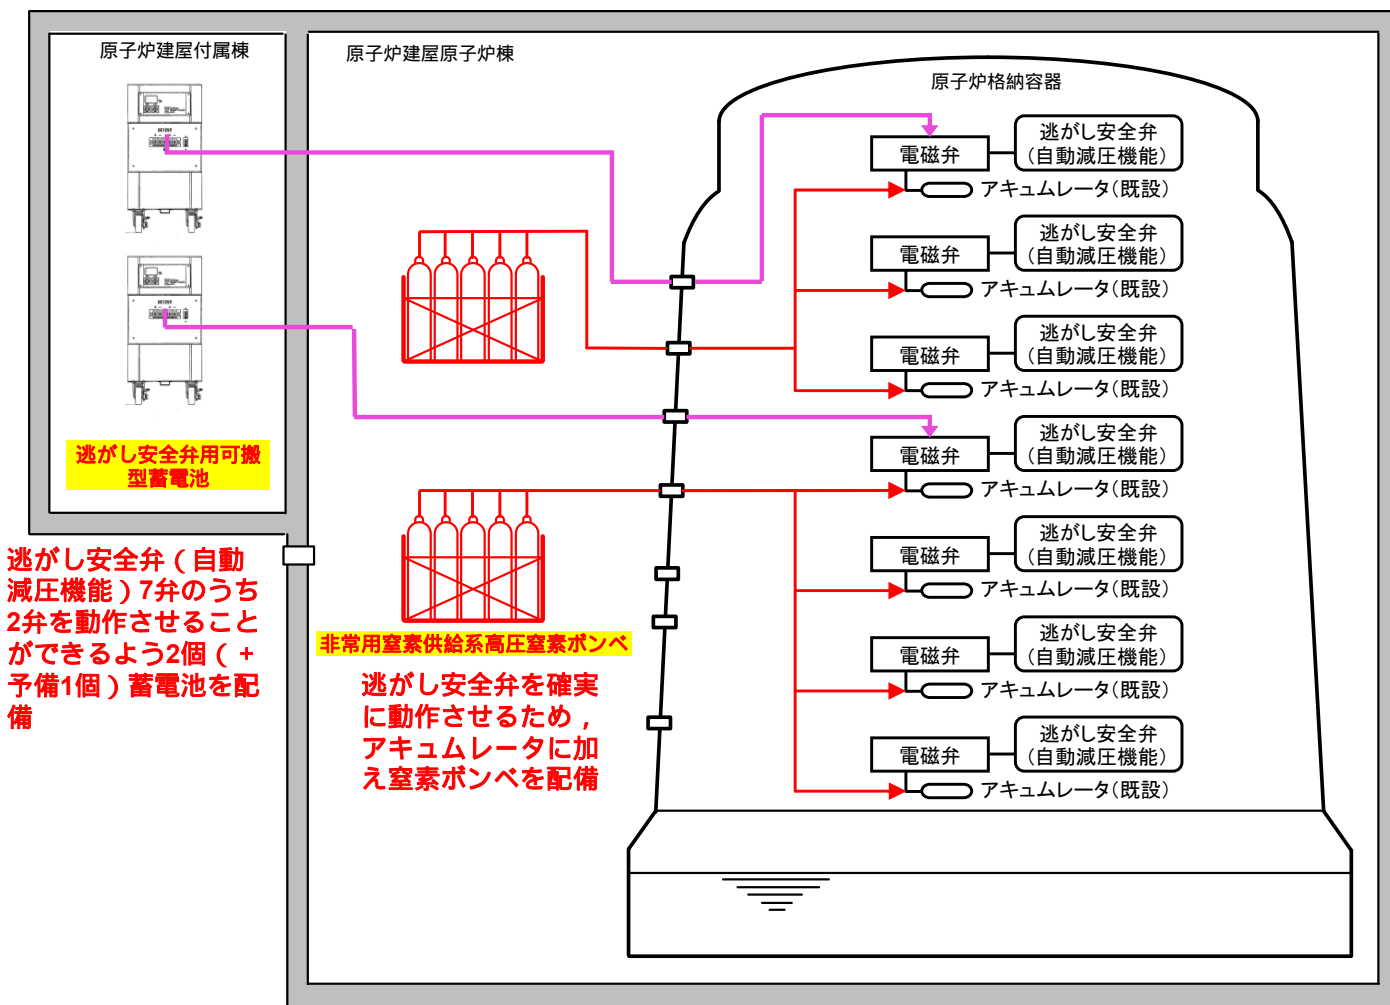 原子炉建屋付属棟
原子炉建屋原子炉棟
原子炉格納容器
電磁弁
逃がし安全弁
(自動減圧機能)
アキュムレータ(既設)
電磁弁
逃がし安全弁
(自動減圧機能)
アキュムレータ(既設)
電磁弁
逃がし安全弁
(自動減圧機能)
アキュムレータ(既設)
電磁弁
逃がし安全弁
(自動減圧機能)
アキュムレータ(既設)
電磁弁
逃がし安全弁
(自動減圧機能)
アキュムレータ(既設)
電磁弁
逃がし安全弁
(自動減圧機能)
アキュムレータ(既設)
電磁弁
逃がし安全弁
(自動減圧機能)
アキュムレータ(既設)
逃がし安全弁用可搬
型蓄電池
逃がし安全弁(自動
減圧機能)7弁のうち
2弁を動作させること
ができるよう2個(+
予備1個)蓄電池を配
備
非常用窒素供給系高圧窒素ボンベ
逃がし安全弁を確実
に動作させるため,
アキュムレータに加
え窒素ボンベを配備